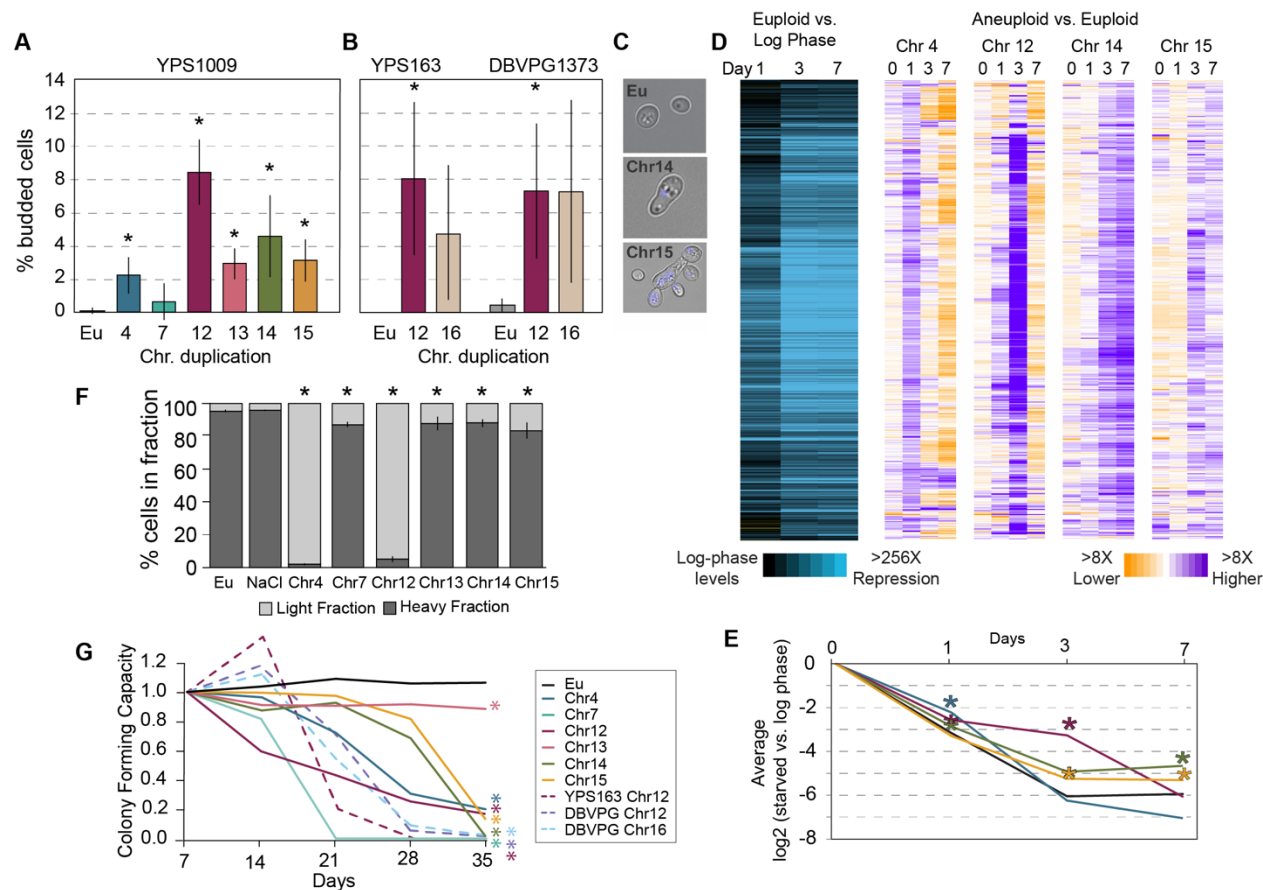 A
YPS1009
% budded cells
14
12
10
8
6
4
2
0
* * * * *
Eu 4 7 12 13 14 15
Chr. duplication
B
YPS163 DBVPG1373
* *
Eu 12 16 Eu 12 16
Chr. duplication
C
Eu
Chr14
Chr15
D
Euploid vs.
Log Phase
Day 1 3 7
Aneuploid vs. Euploid
Chr 4 Chr 12 Chr 14 Chr 15
0 1 3 7 0 1 3 7 0 1 3 7 0 1 3 7
Log-phase
levels
>256X
Repression
>8X
Lower
>8X
Higher
F
% cells in fraction
* * * * * *
100
80
60
40
20
0
Eu NaCl Chr4 Chr7 Chr12 Chr13 Chr14 Chr15
Light Fraction Heavy Fraction
E
Days
0 1 3 7
Average
log2 (starved vs. log phase)
0
-2
-4
-6
-8
* * * * * *
G
Colony Forming Capacity
1.2
1.0
0.8
0.6
0.4
0.2
0.0
7 14 21 28 35
Days
* * * * * * * * *
Eu
Chr4
Chr7
Chr12
Chr13
Chr14
Chr15
YPS163 Chr12
DBVPG Chr12
DBVPG Chr16